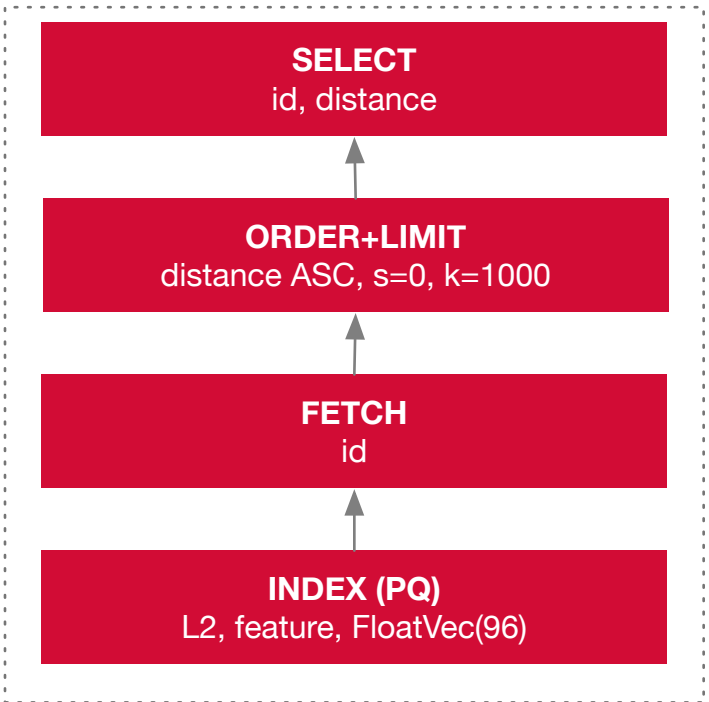 SELECT
id, distance
ORDER+LIMIT
distance ASC, s=0, k=1000
FETCH
id
INDEX (PQ)
L2, feature, FloatVec(96)